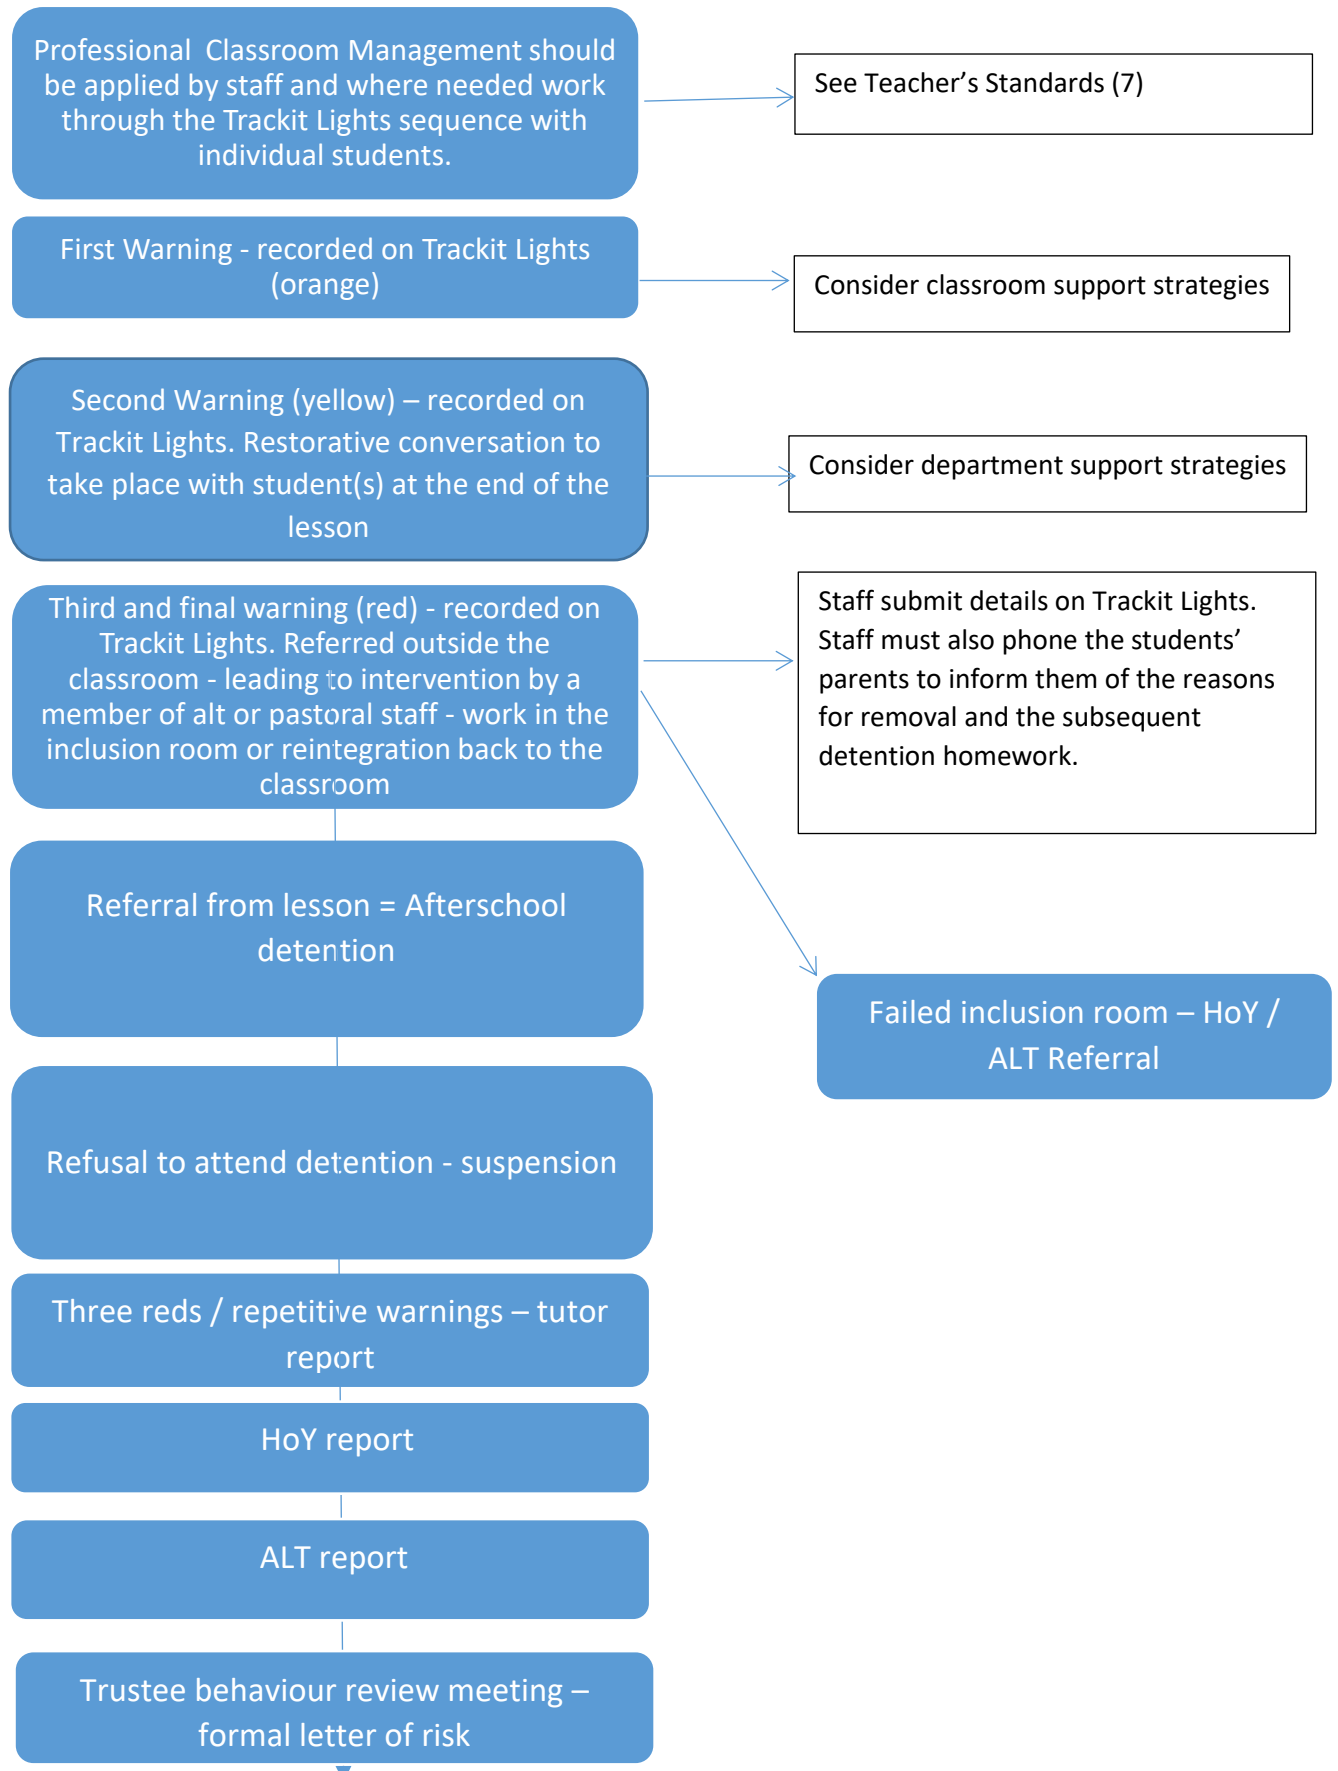 Professional  Classroom Management should
be applied by staff and where needed work
through the Trackit Lights sequence with
individual students.
See Teacher’s Standards (7)
First Warning - recorded on Trackit Lights
(orange)
Consider classroom support strategies
Second Warning (yellow) – recorded on
Trackit Lights. Restorative conversation to
take place with student(s) at the end of the
lesson
Consider department support strategies
Third and final warning (red) - recorded on
Trackit Lights. Referred outside the
classroom - leading to intervention by a
member of alt or pastoral staff - work in the
inclusion room or reintegration back to the
classroom
Staff submit details on Trackit Lights.
Staff must also phone the students’
parents to inform them of the reasons
for removal and the subsequent
detention homework.
Referral from lesson = Afterschool
detention
Failed inclusion room – HoY /
ALT Referral
Refusal to attend detention - suspension
Three reds / repetitive warnings – tutor
report
HoY report
ALT report
Trustee behaviour review meeting –
formal letter of risk